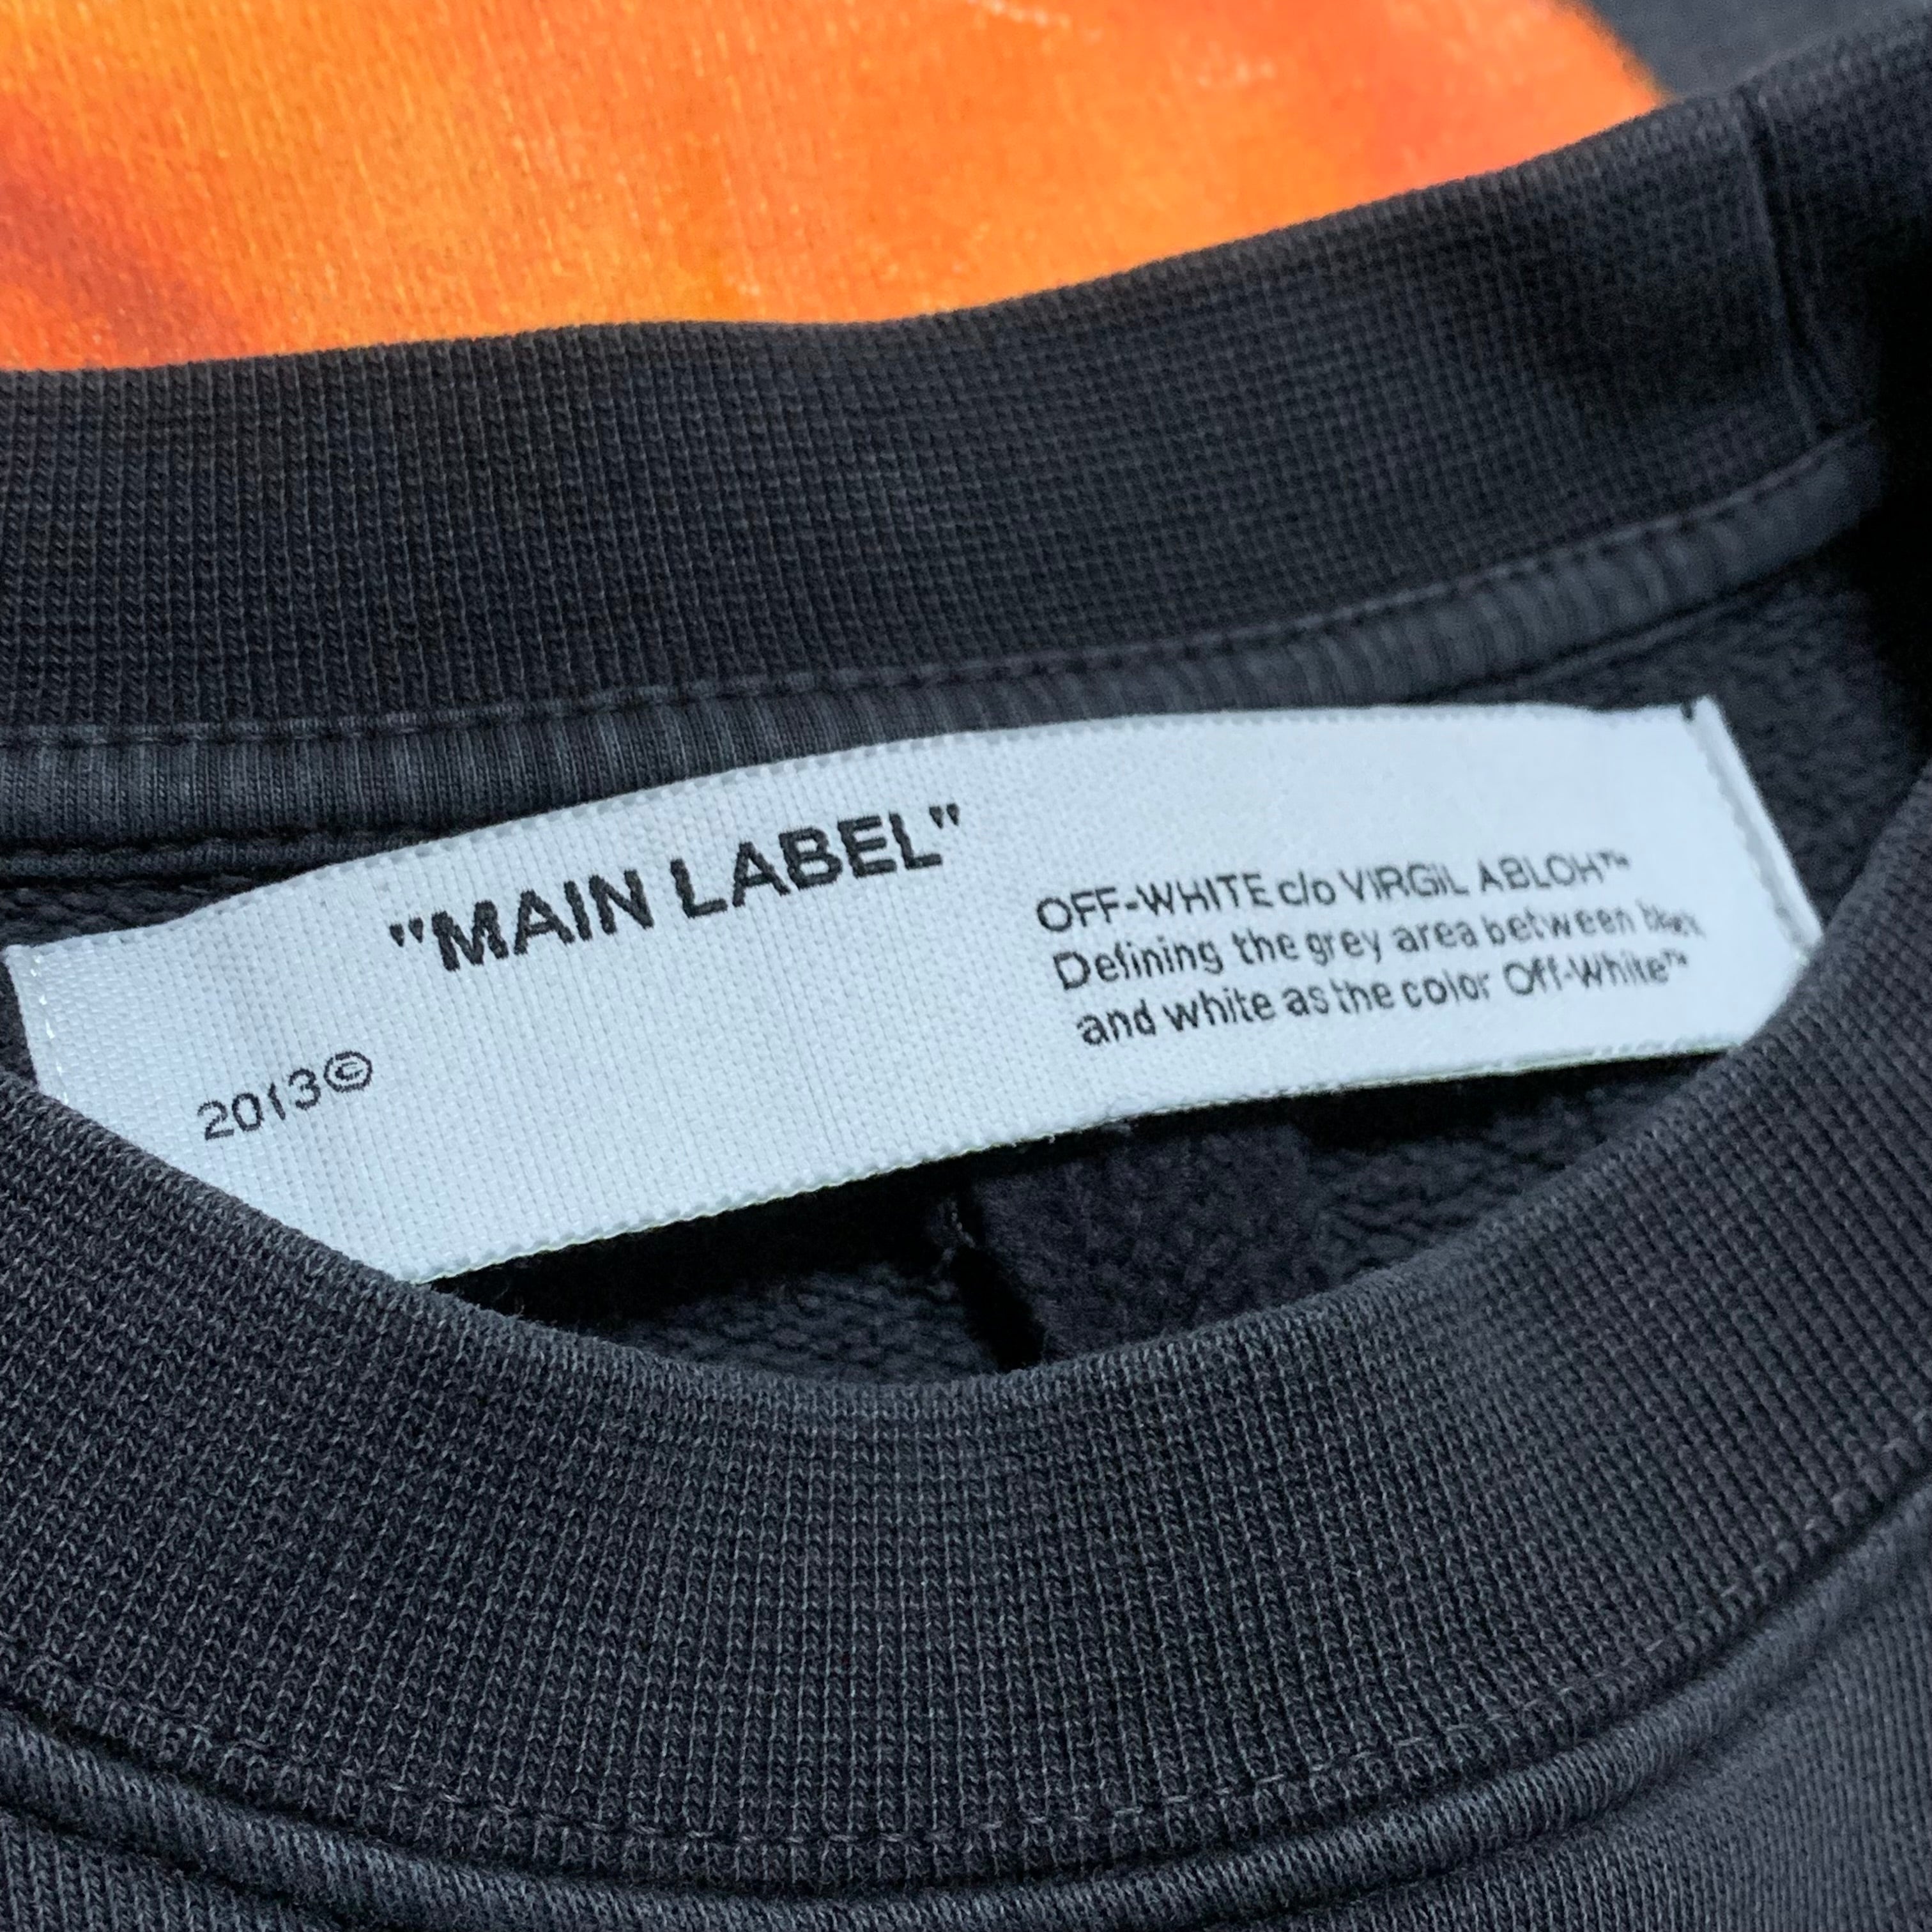 "MAIN LABEL"
2013©
OFF-WHITE c/o VIRGIL ABLOH™
Defining the grey area between black
and white as the color Off-White™